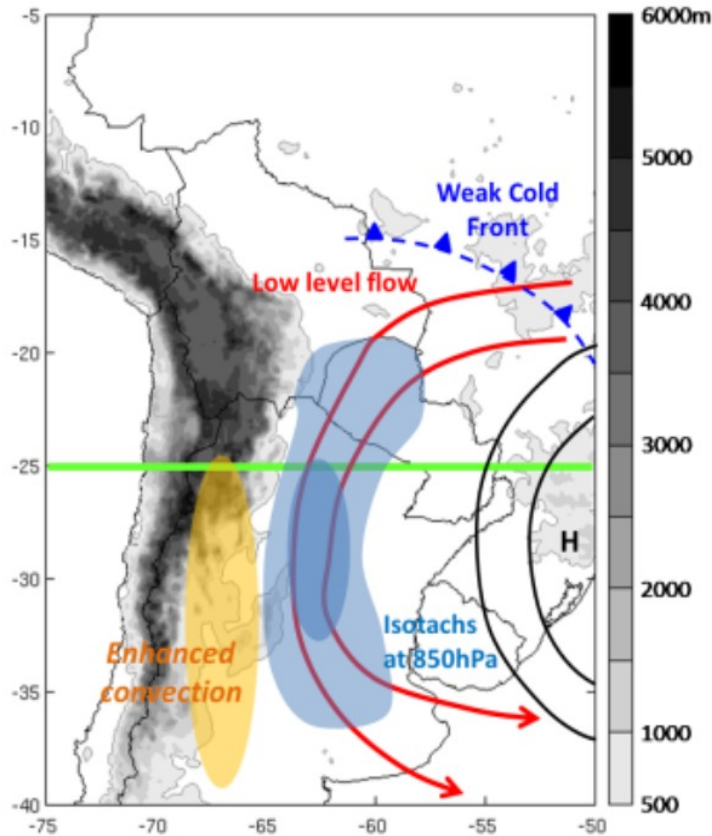 -5
-10
-15
-20
-25
-30
-35
-40
-75
-70
-65
-60
-55
-50
Weak Cold
Front
Low level flow
H
Isotachs
at 850hPa
Enhanced
convection
6000m
5000
4000
3000
2000
1000
500